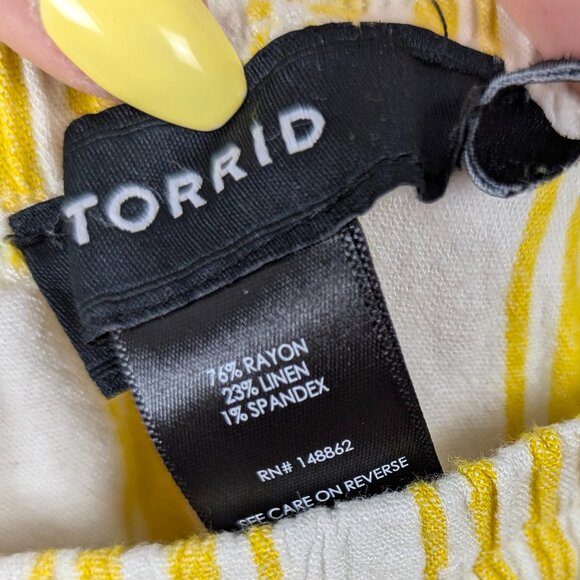 TORRID
76% RAYON
23% LINEN
1% SPANDEX
RN# 148862
SEE CARE ON REVERSE